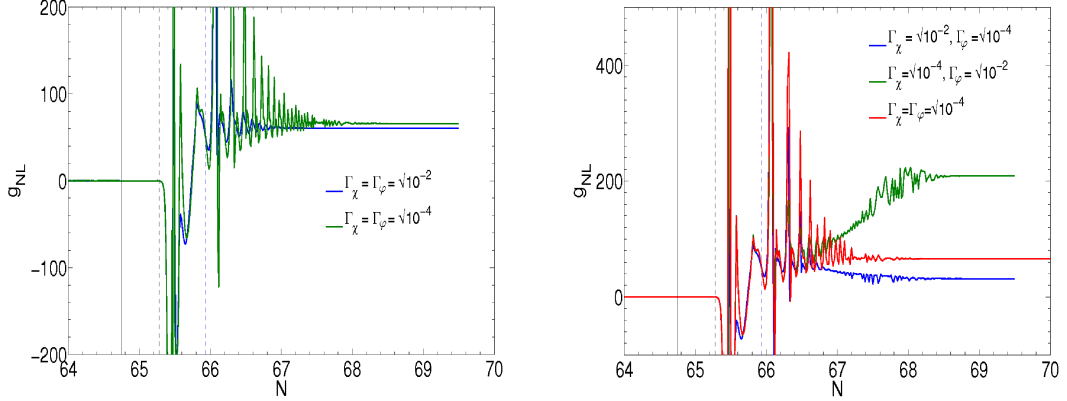 200
100
0
−100
−200
g_NL
64
65
66
67
68
69
70
N
Γ_χ = Γ_φ = √10^-2
Γ_χ = Γ_φ = √10^-4
400
200
0
g_NL
64
65
66
67
68
69
70
N
Γ_χ = √10^-2, Γ_φ = √10^-4
Γ_χ=√10^-4, Γ_φ = √10^-2
Γ_χ=Γ_φ=√10^-4